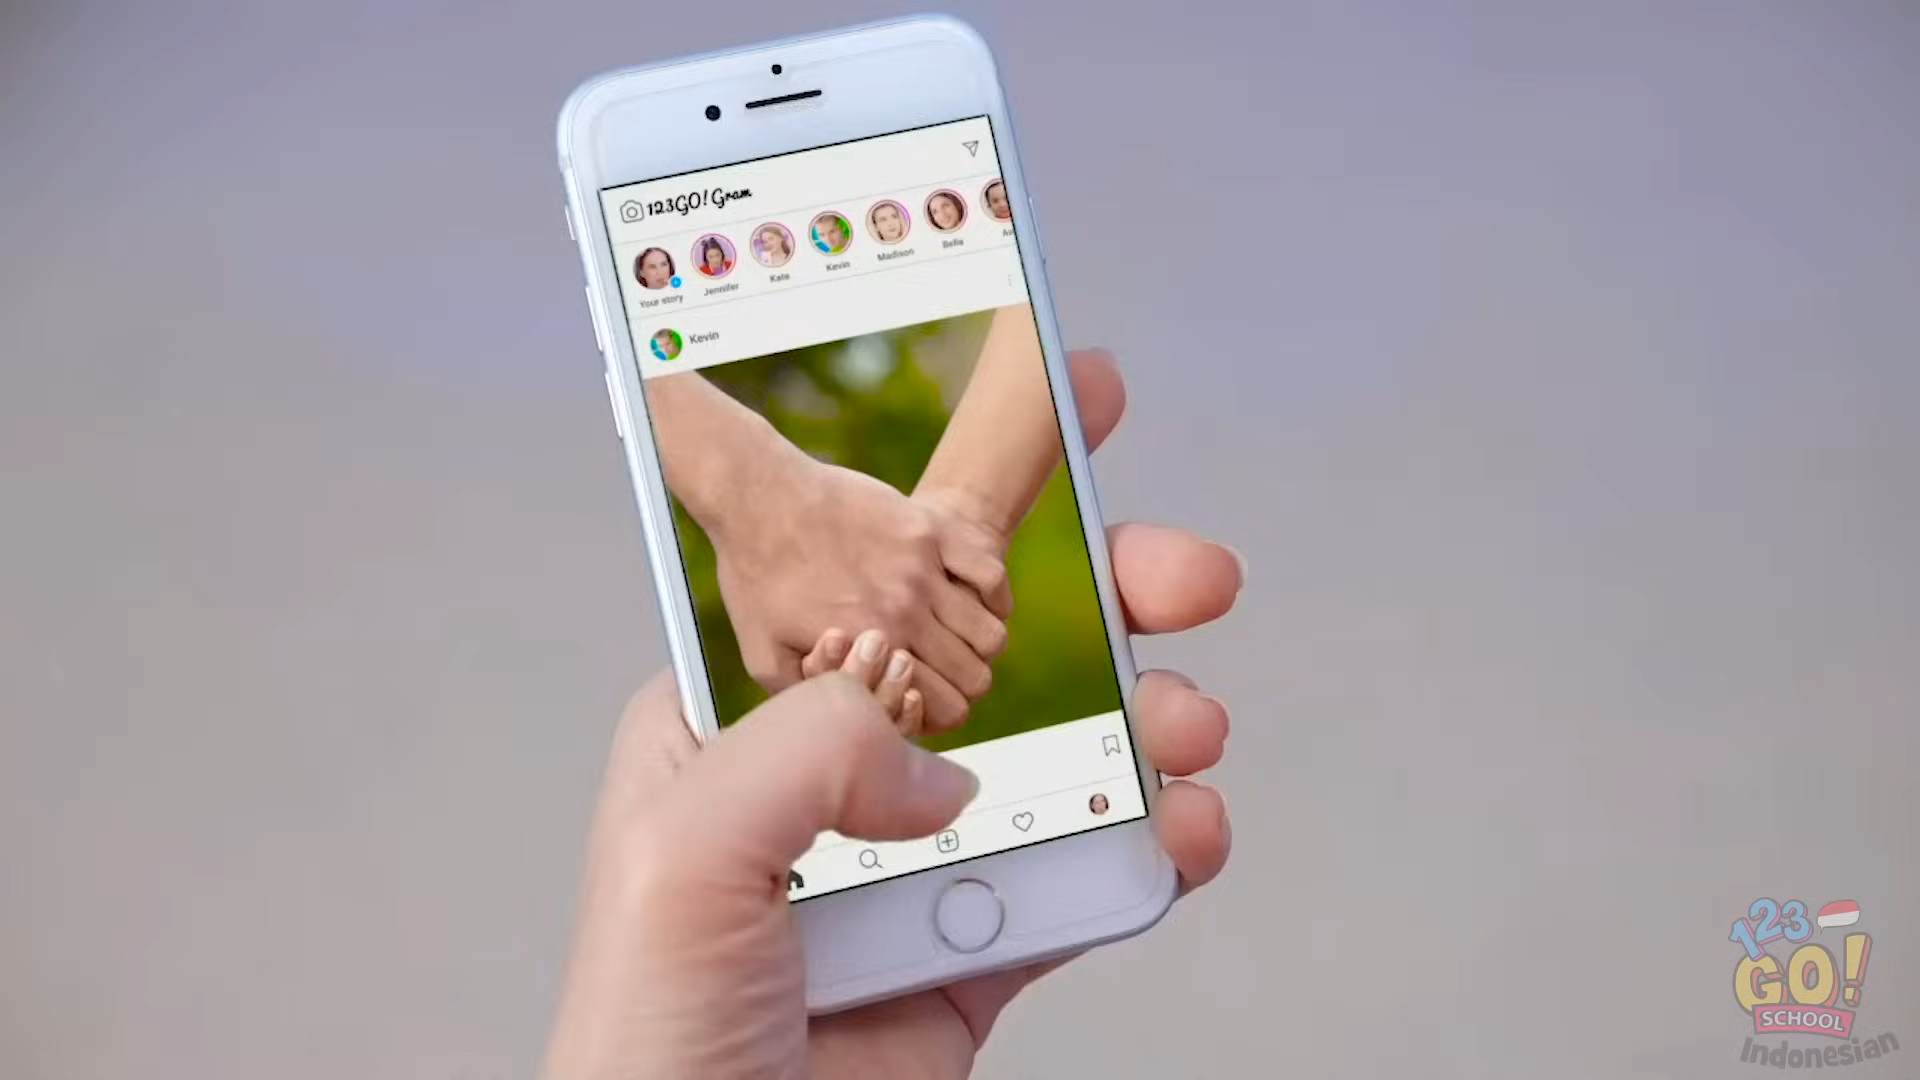 123GO! Gram
Your story
Jennifer
Kate
Kevin
Madison
Bella
Kevin
123
GO!
SCHOOL
Indonesian